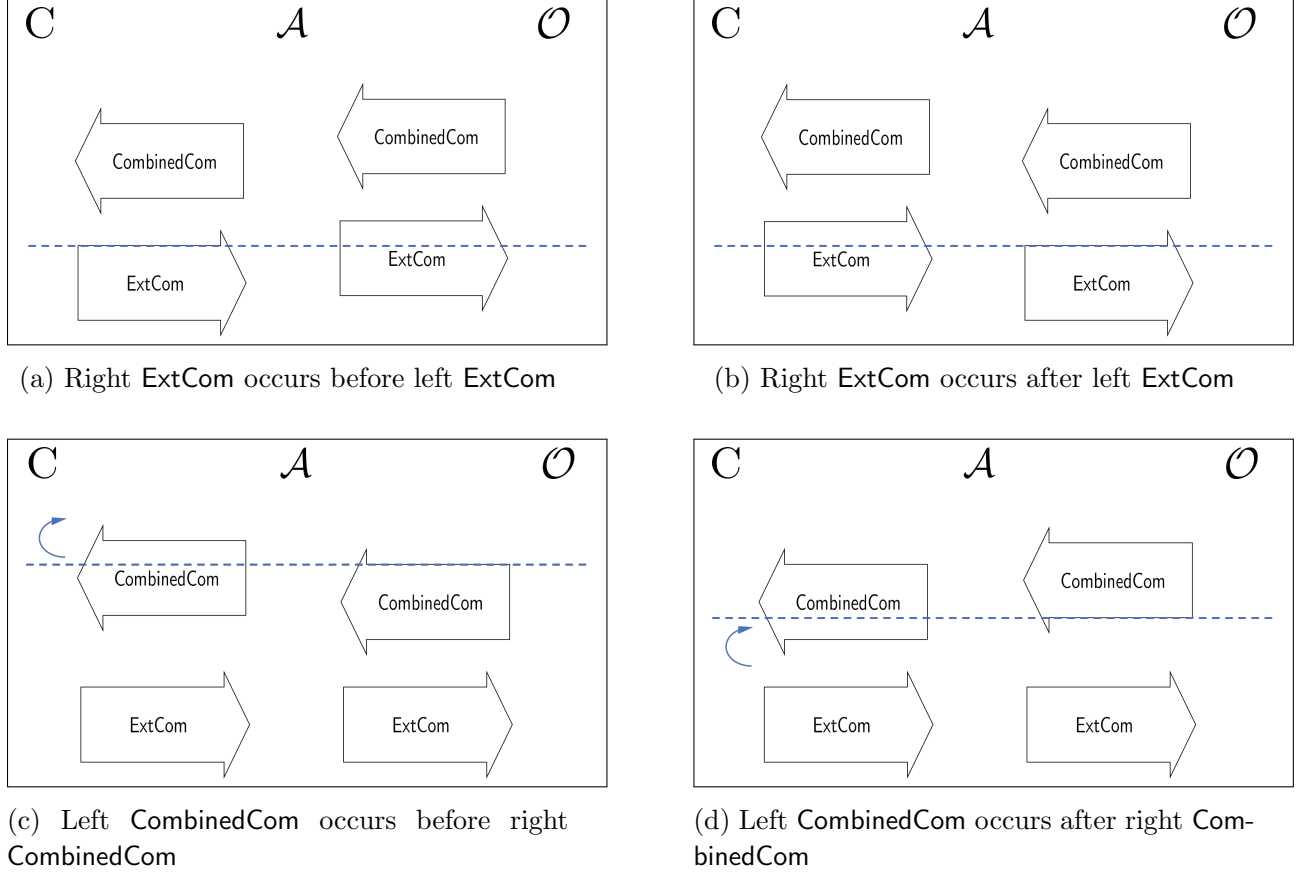 C 𝒜 𝒪
CombinedCom
CombinedCom
ExtCom
ExtCom
(a) Right ExtCom occurs before left ExtCom
C 𝒜 𝒪
CombinedCom
CombinedCom
ExtCom
ExtCom
(b) Right ExtCom occurs after left ExtCom
C 𝒜 𝒪
CombinedCom
CombinedCom
ExtCom
ExtCom
(c) Left CombinedCom occurs before right
CombinedCom
C 𝒜 𝒪
CombinedCom
CombinedCom
ExtCom
ExtCom
(d) Left CombinedCom occurs after right Com-
binedCom